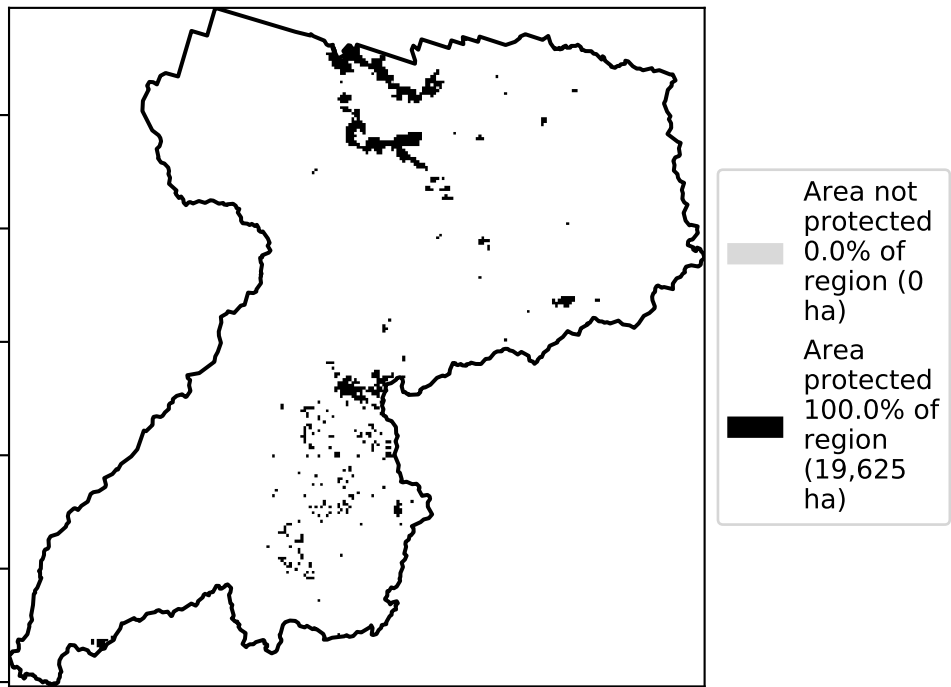 Area not
protected
0.0% of
region (0
ha)
Area
protected
100.0% of
region
(19,625
ha)